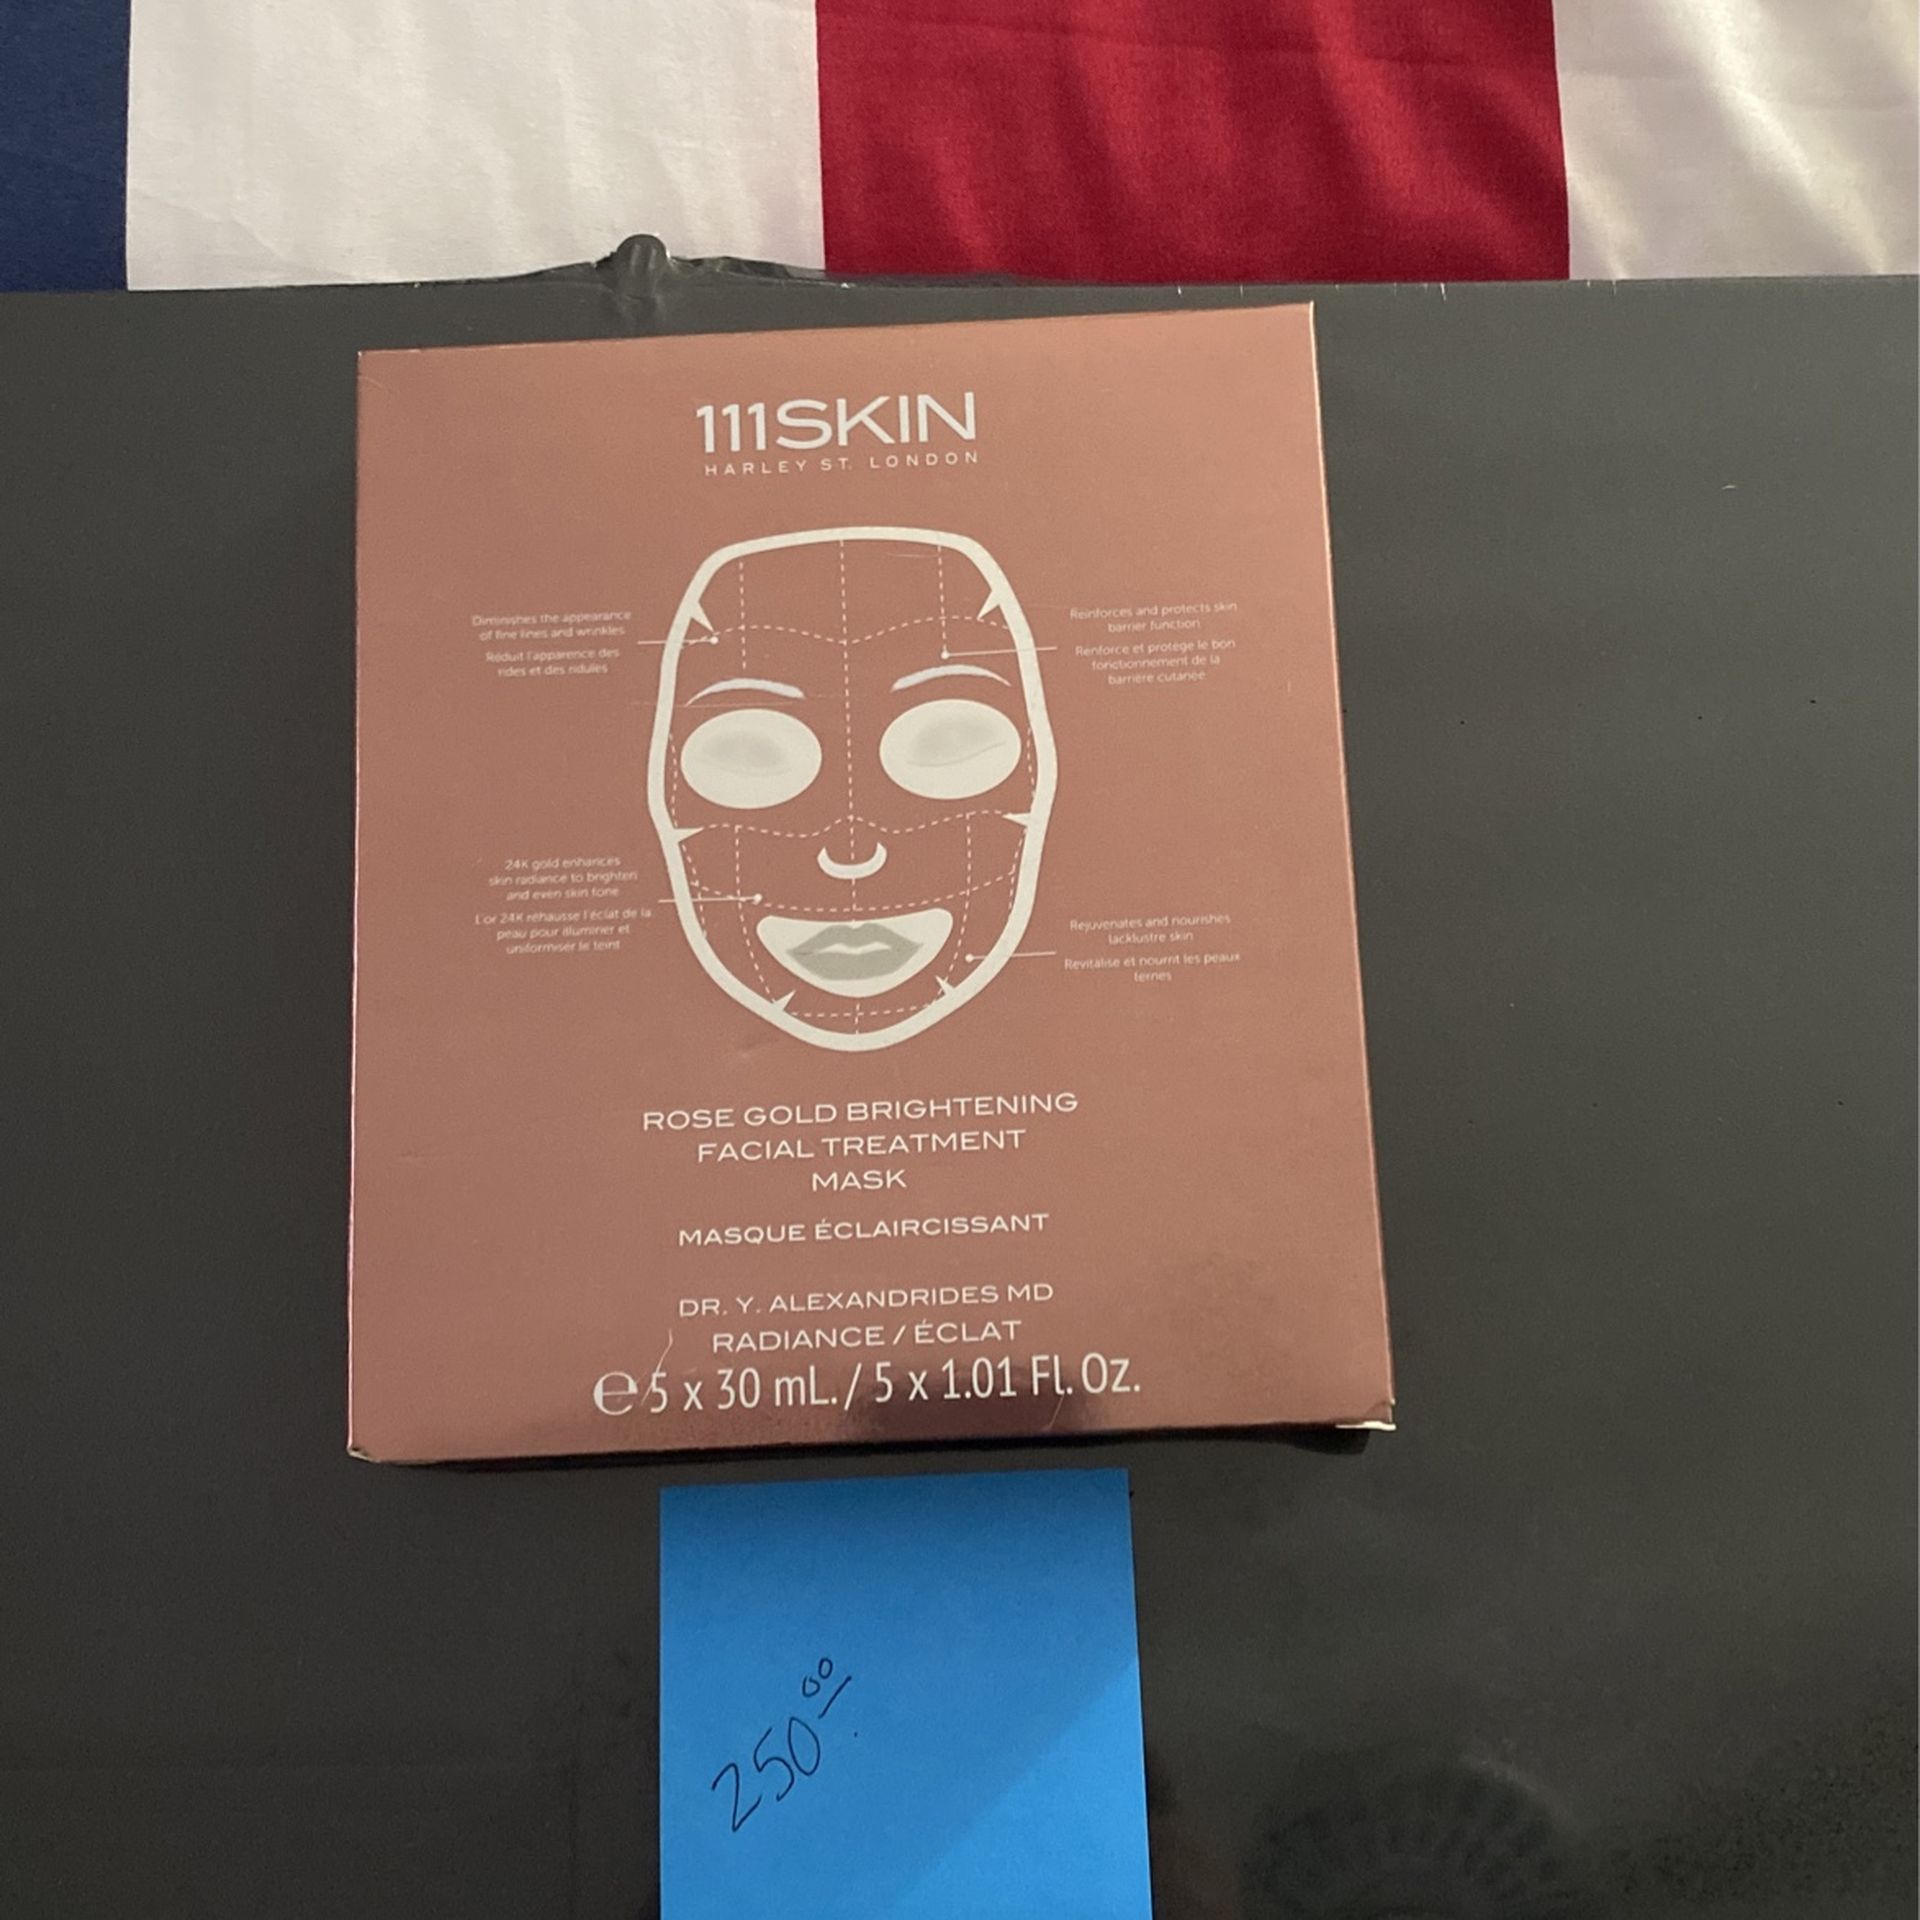 111SKIN
HARLEY ST. LONDON
Diminishes the appearance
of fine lines and wrinkles
Réduit l'apparence des
rides et des ridules
Reinforces and protects skin
barrier function
Renforce et protège le bon
fonctionnement de la
barrière cutanée
24K gold enhances
skin radiance to brighten
and even skin tone
L'or 24K réhausse l'éclat de la
peau pour illuminer et
uniformiser le teint
Rejuvenates and nourishes
lacklustre skin
Revitalise et nourrit les peaux
ternes
ROSE GOLD BRIGHTENING
FACIAL TREATMENT
MASK
MASQUE ÉCLAIRCISSANT
DR. Y. ALEXANDRIDES MD
RADIANCE / ÉCLAT
℮ 5 x 30 mL. / 5 x 1.01 Fl. Oz.
250.00